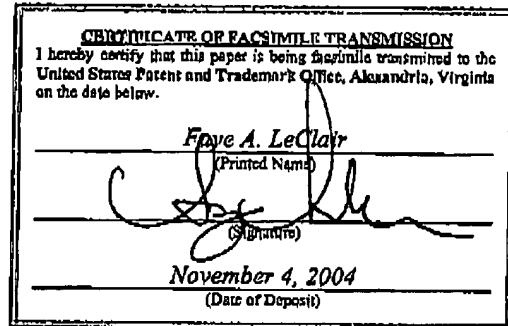 CERTIFICATE OF FACSIMILE TRANSMISSION
I hereby certify that this paper is being facsimile transmitted to the
United States Patent and Trademark Office, Alexandria, Virginia
on the date below.
Faye A. LeClair
(Printed Name)
(Signature)
November 4, 2004
(Date of Deposit)